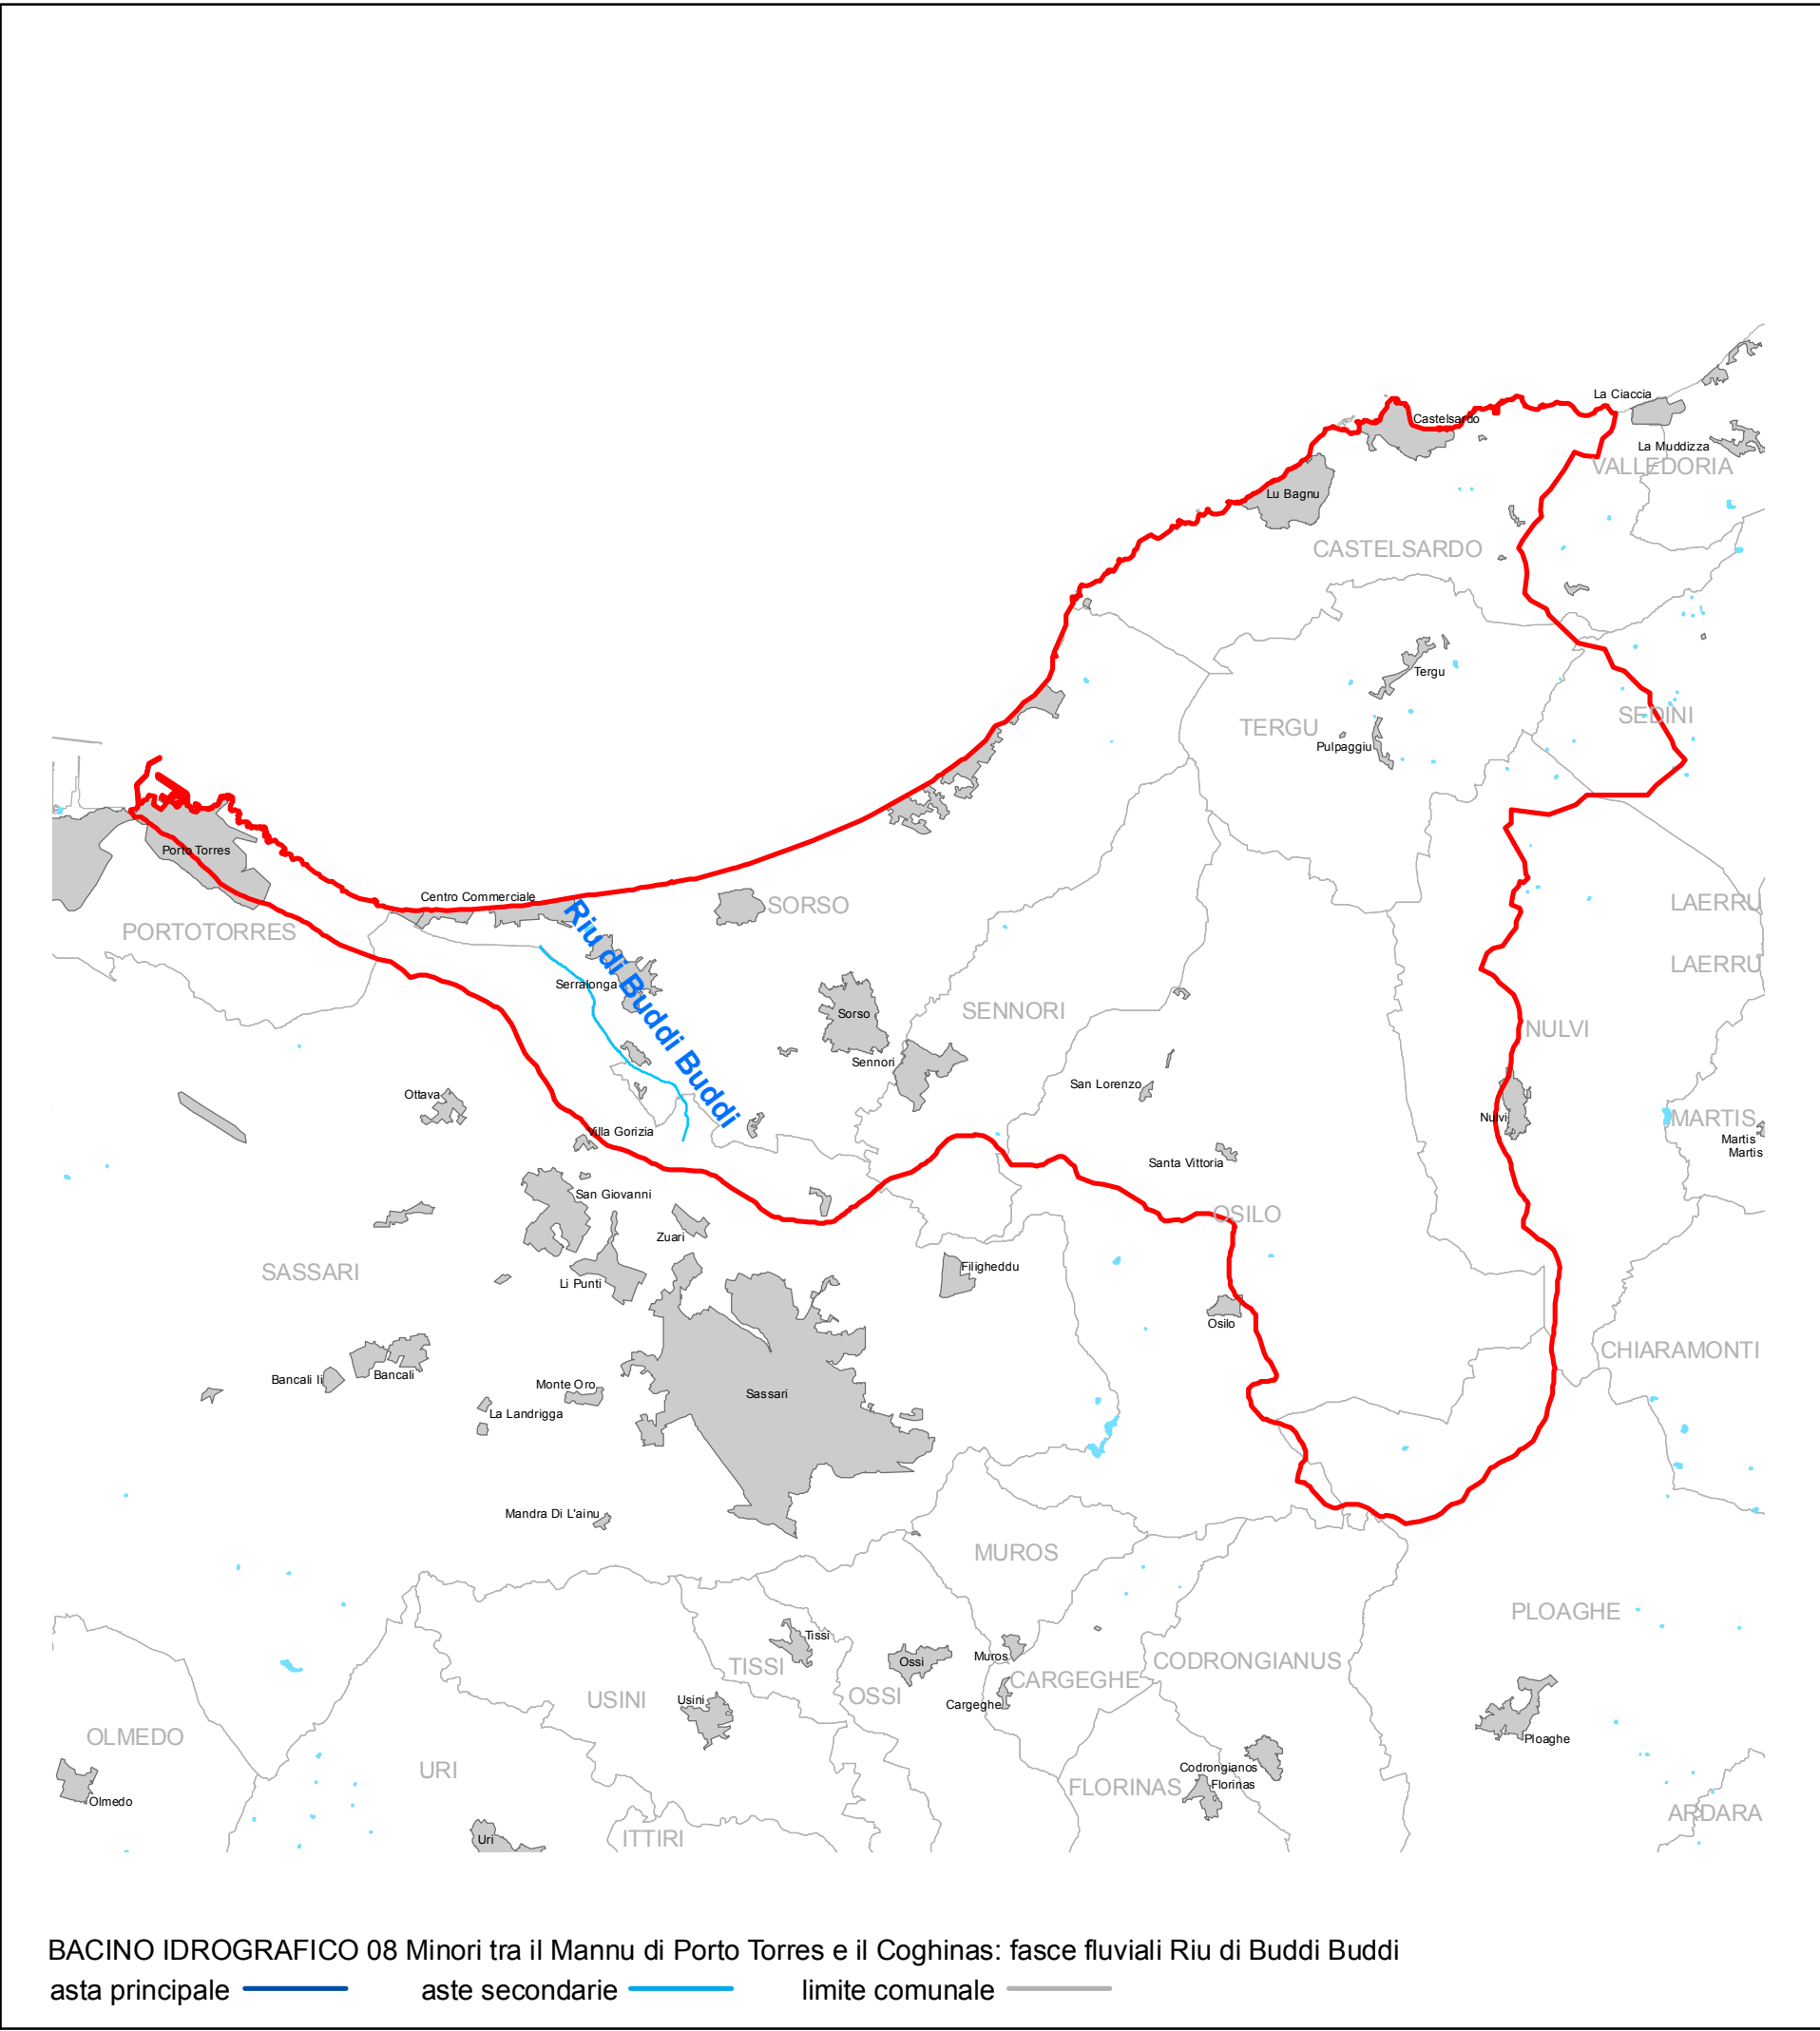 La Ciaccia
Castelsardo
La Muddizza
VALLEDORIA
Lu Bagnu
CASTELSARDO
Tergu
SEDINI
TERGU
Pulpaggiu
Porto Torres
Centro Commerciale
SORSO
LAERRU
PORTOTORRES
LAERRU
Riu di Buddi Buddi
Serralonga
SENNORI
Sorso
NULVI
Sennori
San Lorenzo
Ottava
Nulvi
MARTIS
Villa Gorizia
Martis
Martis
Santa Vittoria
San Giovanni
OSILO
Zuari
SASSARI
Filigheddu
Li Punti
Osilo
CHIARAMONTI
Bancali Ii
Bancali
Monte Oro
Sassari
La Landrigga
Mandra Di L'ainu
MUROS
PLOAGHE
Tissi
Muros
Ossi
CODRONGIANUS
TISSI
CARGEGHE
USINI
Usini
OSSI
Cargeghe
OLMEDO
Ploaghe
URI
Codrongianos
FLORINAS
Florinas
Olmedo
ARDARA
Uri
ITTIRI
BACINO IDROGRAFICO 08 Minori tra il Mannu di Porto Torres e il Coghinas: fasce fluviali Riu di Buddi Buddi
asta principale aste secondarie limite comunale